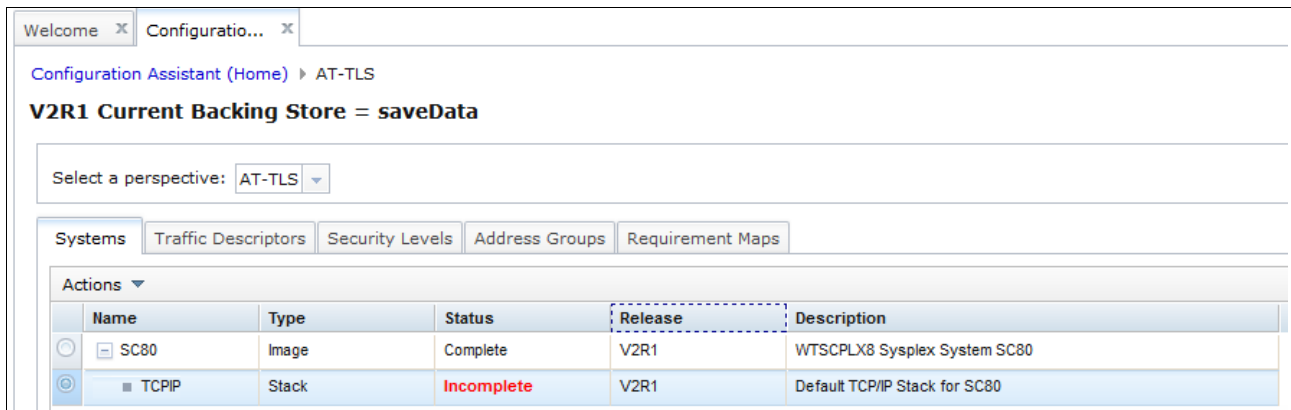 Welcome x Configuratio... x
Configuration Assistant (Home) AT-TLS
V2R1 Current Backing Store = saveData
Select a perspective: AT-TLS
Systems Traffic Descriptors Security Levels Address Groups Requirement Maps
Actions
Name Type Status Release Description
SC80 Image Complete V2R1 WTSCPLX8 Sysplex System SC80
TCPIP Stack Incomplete V2R1 Default TCP/IP Stack for SC80